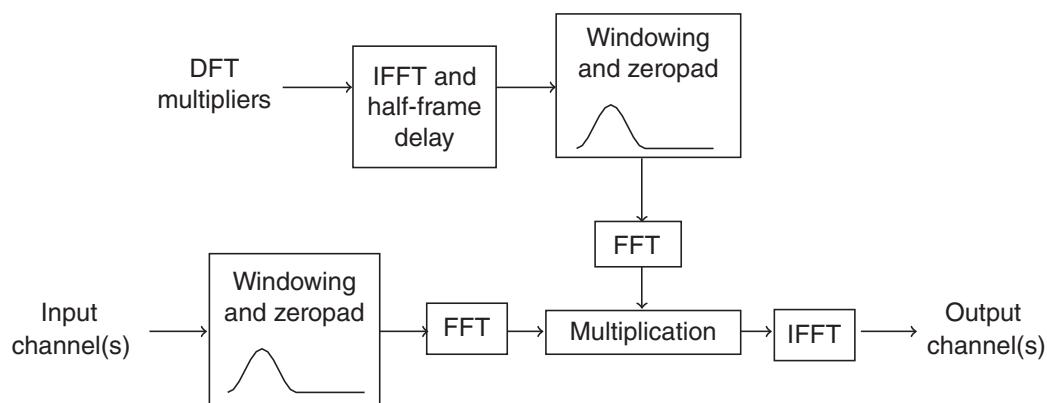 DFT
multipliers
IFFT and
half-frame
delay
Windowing
and zeropad
FFT
Input
channel(s)
Windowing
and zeropad
FFT
Multiplication
IFFT
Output
channel(s)